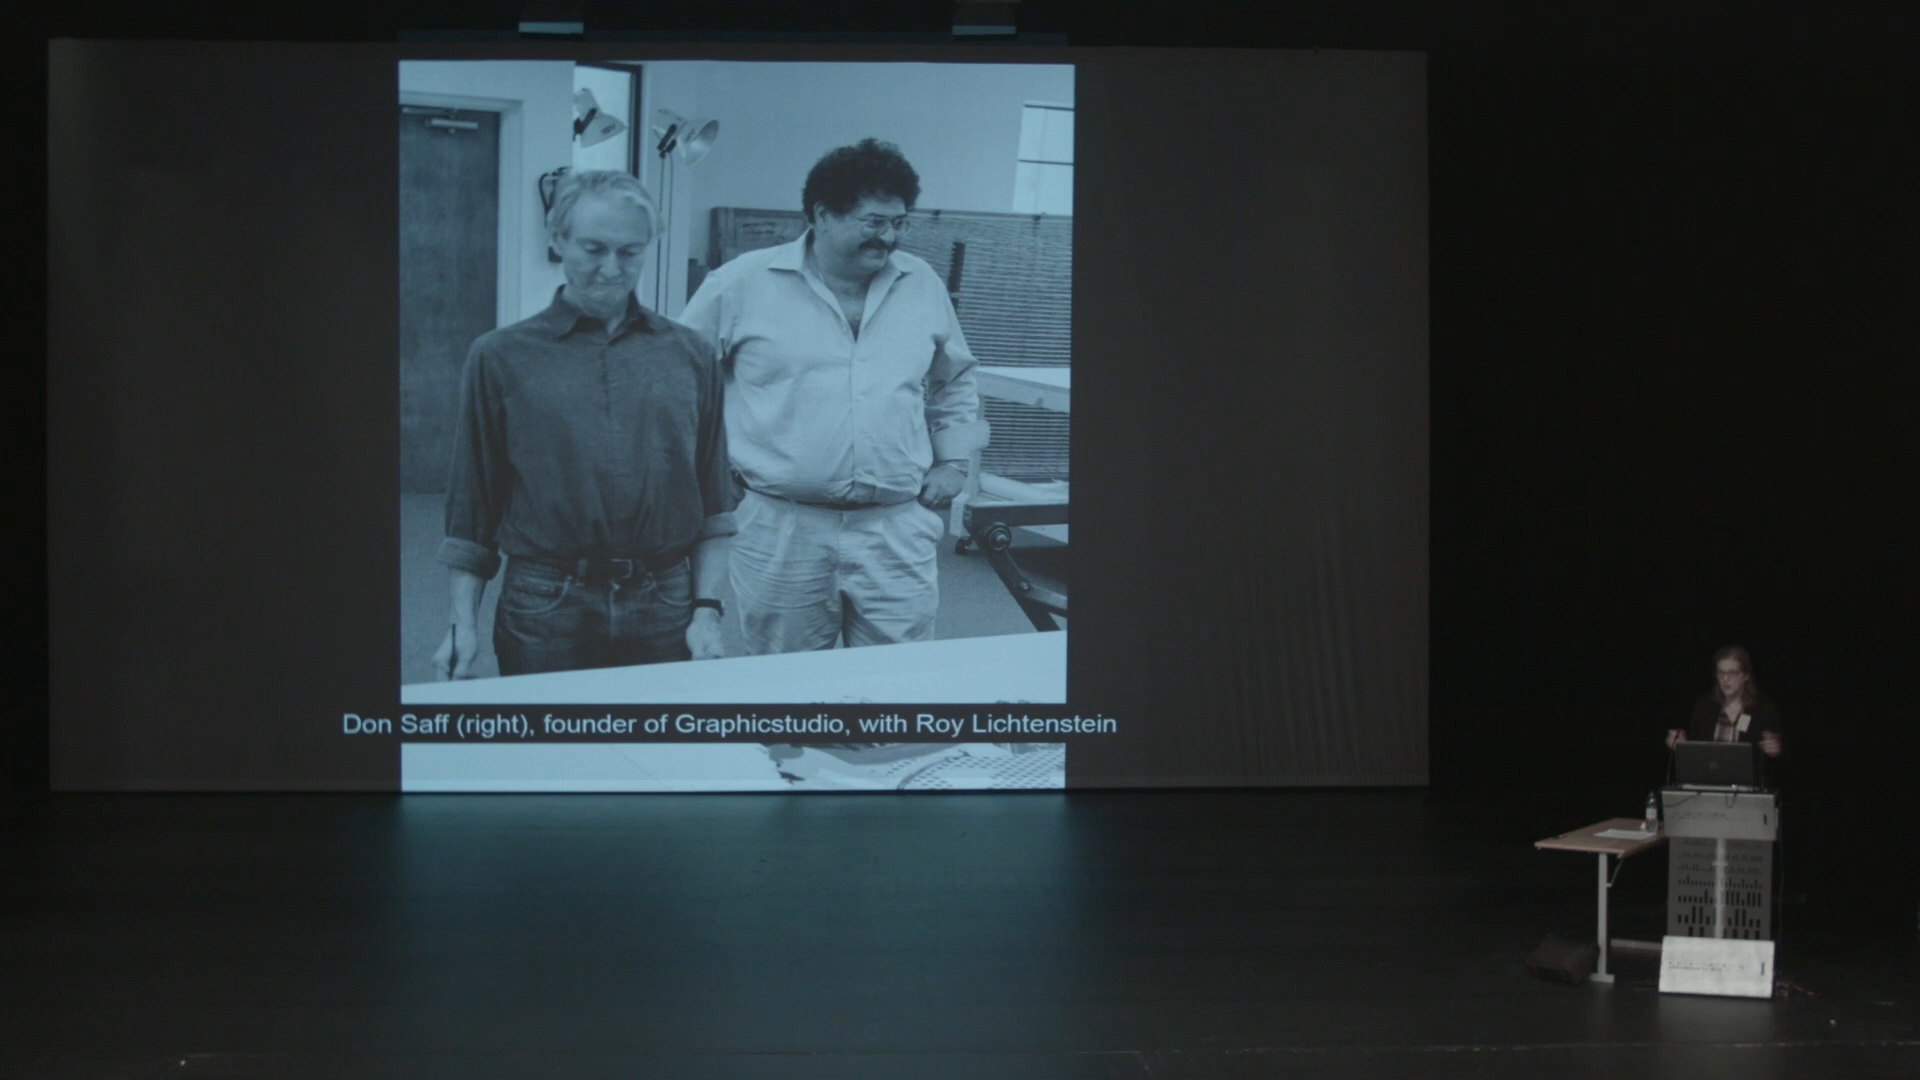 Don Saff (right), founder of Graphicstudio, with Roy Lichtenstein